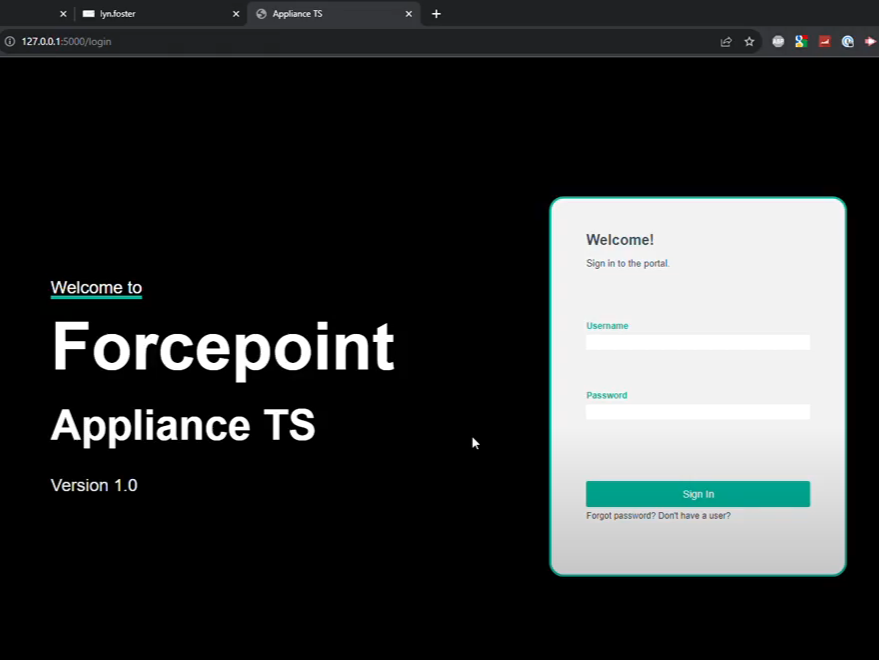 lyn.foster
Appliance TS
127.0.0.1:5000/login
Welcome to
Forcepoint
Appliance TS
Version 1.0
Welcome!
Sign in to the portal.
Username
Password
Sign In
Forgot password? Don't have a user?